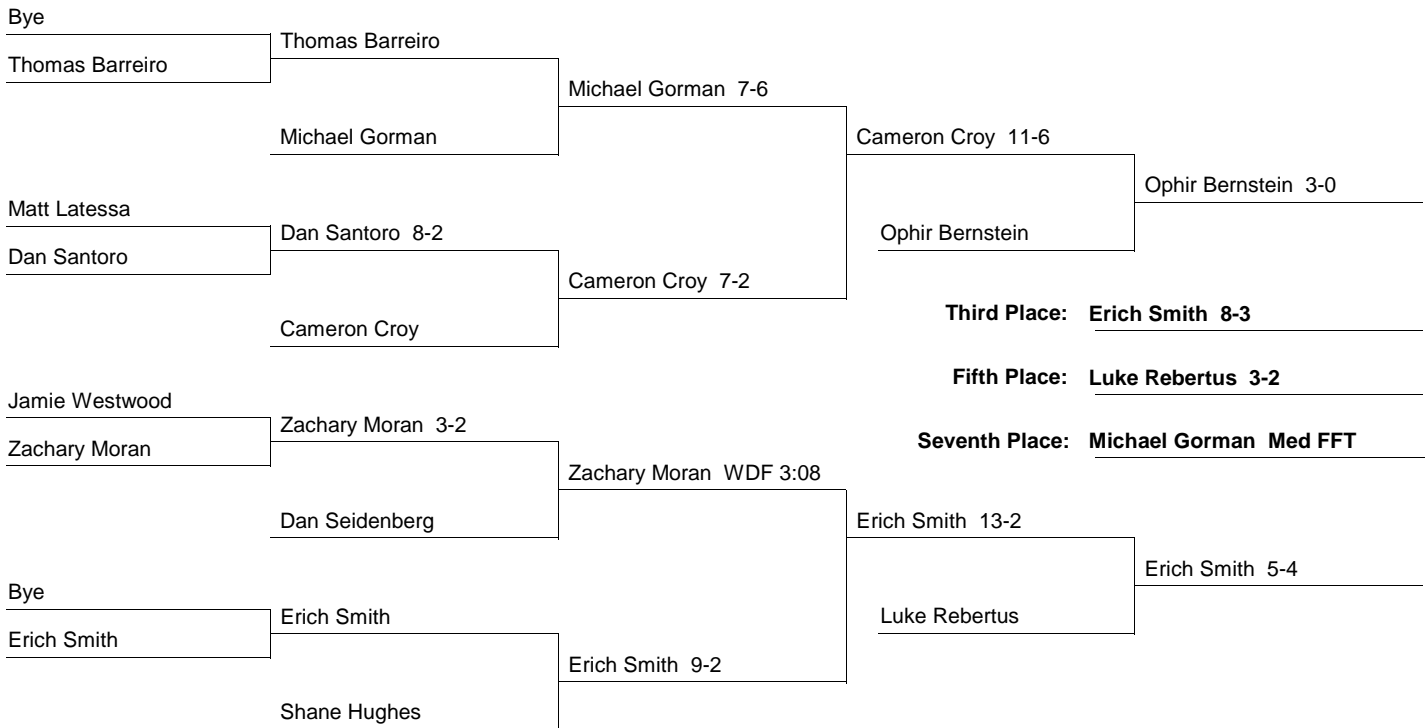 Bye
Thomas Barreiro
Thomas Barreiro
Michael Gorman 7-6
Michael Gorman
Cameron Croy 11-6
Ophir Bernstein 3-0
Matt Latessa
Dan Santoro 8-2
Ophir Bernstein
Dan Santoro
Cameron Croy 7-2
Third Place: Erich Smith 8-3
Cameron Croy
Fifth Place: Luke Rebertus 3-2
Jamie Westwood
Zachary Moran 3-2
Zachary Moran
Seventh Place: Michael Gorman Med FFT
Zachary Moran WDF 3:08
Dan Seidenberg
Erich Smith 13-2
Erich Smith 5-4
Bye
Erich Smith
Luke Rebertus
Erich Smith
Erich Smith 9-2
Shane Hughes